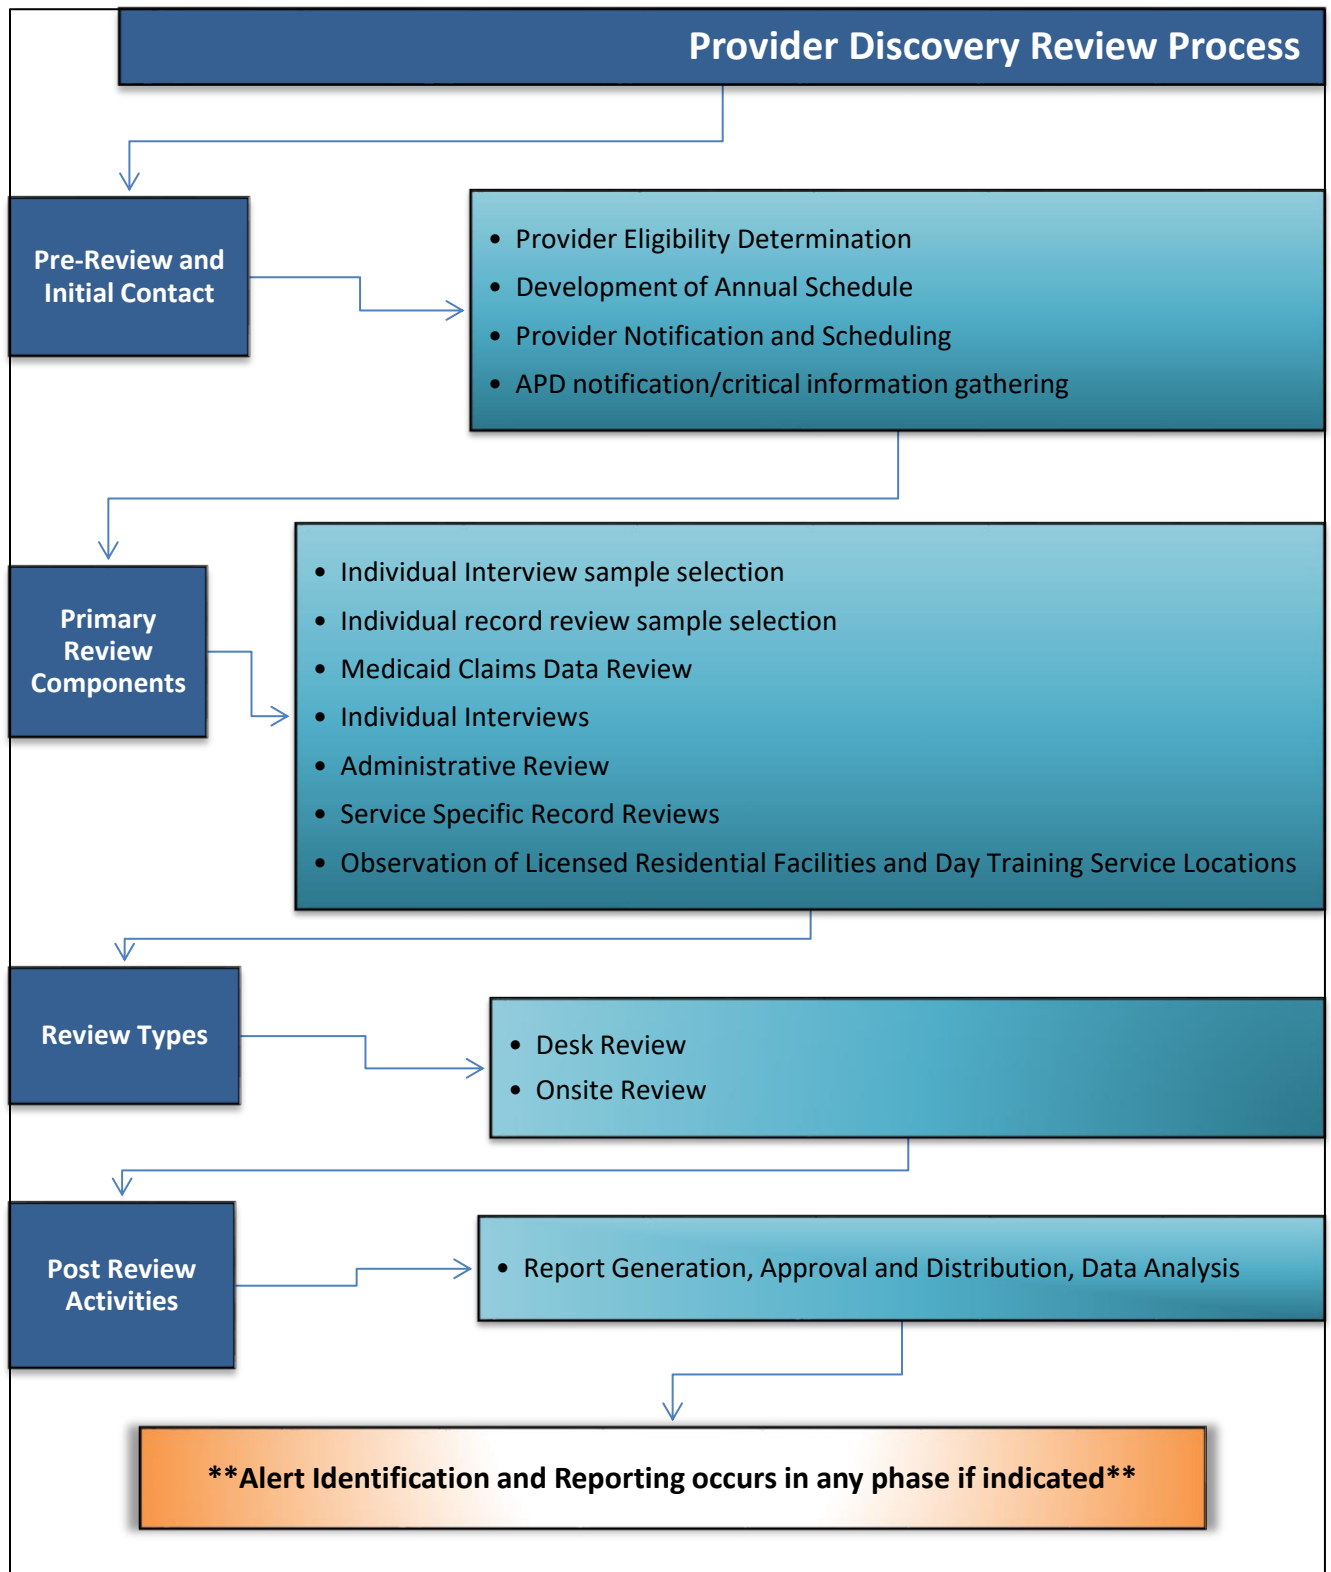 Provider Discovery Review Process
Pre-Review and
Initial Contact
• Provider Eligibility Determination
• Development of Annual Schedule
• Provider Notification and Scheduling
• APD notification/critical information gathering
Primary
Review
Components
• Individual Interview sample selection
• Individual record review sample selection
• Medicaid Claims Data Review
• Individual Interviews
• Administrative Review
• Service Specific Record Reviews
• Observation of Licensed Residential Facilities and Day Training Service Locations
Review Types
• Desk Review
• Onsite Review
Post Review
Activities
• Report Generation, Approval and Distribution, Data Analysis
**Alert Identification and Reporting occurs in any phase if indicated**